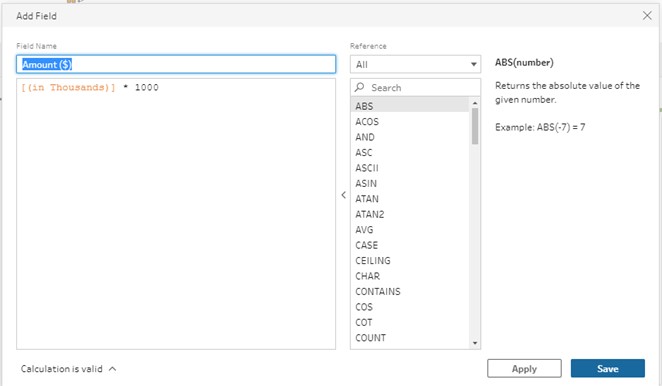 Add Field
Field Name
Amount ($)
[(in Thousands)] * 1000
Reference
All
Search
ABS
ACOS
AND
ASC
ASCII
ASIN
ATAN
ATAN2
AVG
CASE
CEILING
CHAR
CONTAINS
COS
COT
COUNT
ABS(number)
Returns the absolute value of the
given number.
Example: ABS(-7) = 7
Calculation is valid
Apply
Save